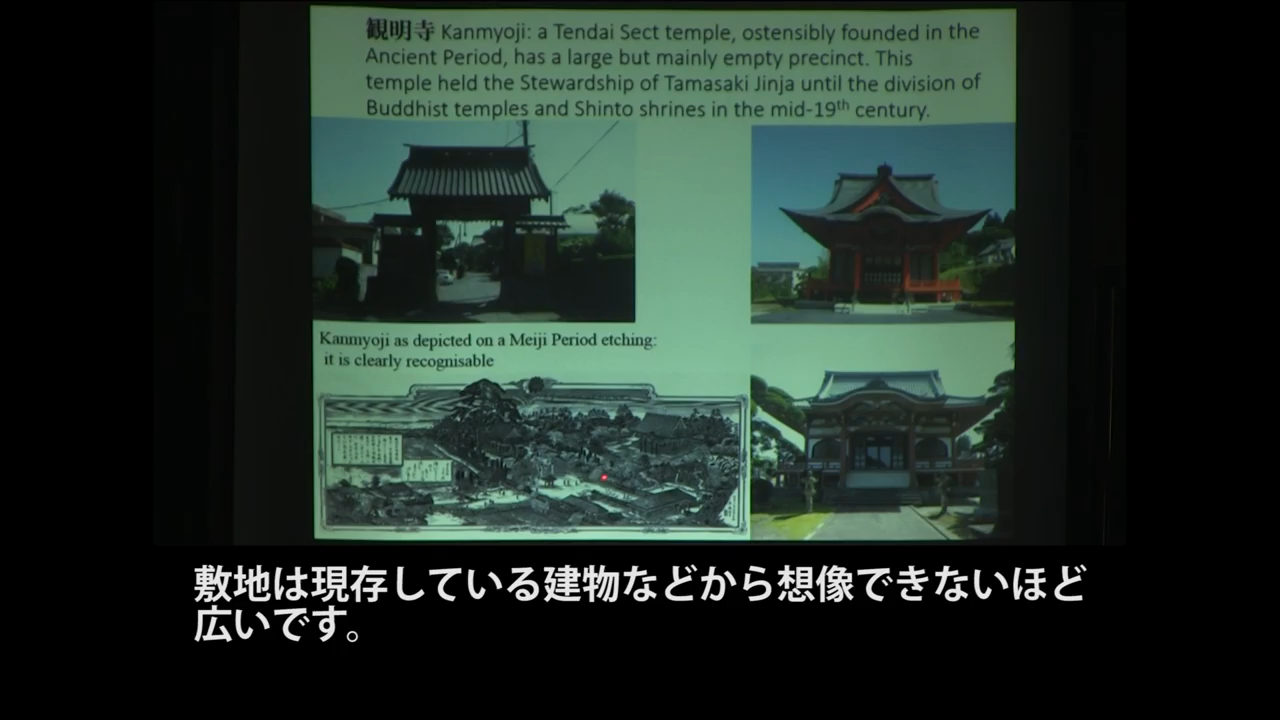 観明寺 Kanmyoji: a Tendai Sect temple, ostensibly founded in the
Ancient Period, has a large but mainly empty precinct. This
temple held the Stewardship of Tamasaki Jinja until the division of
Buddhist temples and Shinto shrines in the mid-19th century.
Kanmyoji as depicted on a Meiji Period etching:
it is clearly recognisable
敷地は現存している建物などから想像できないほど
広いです。